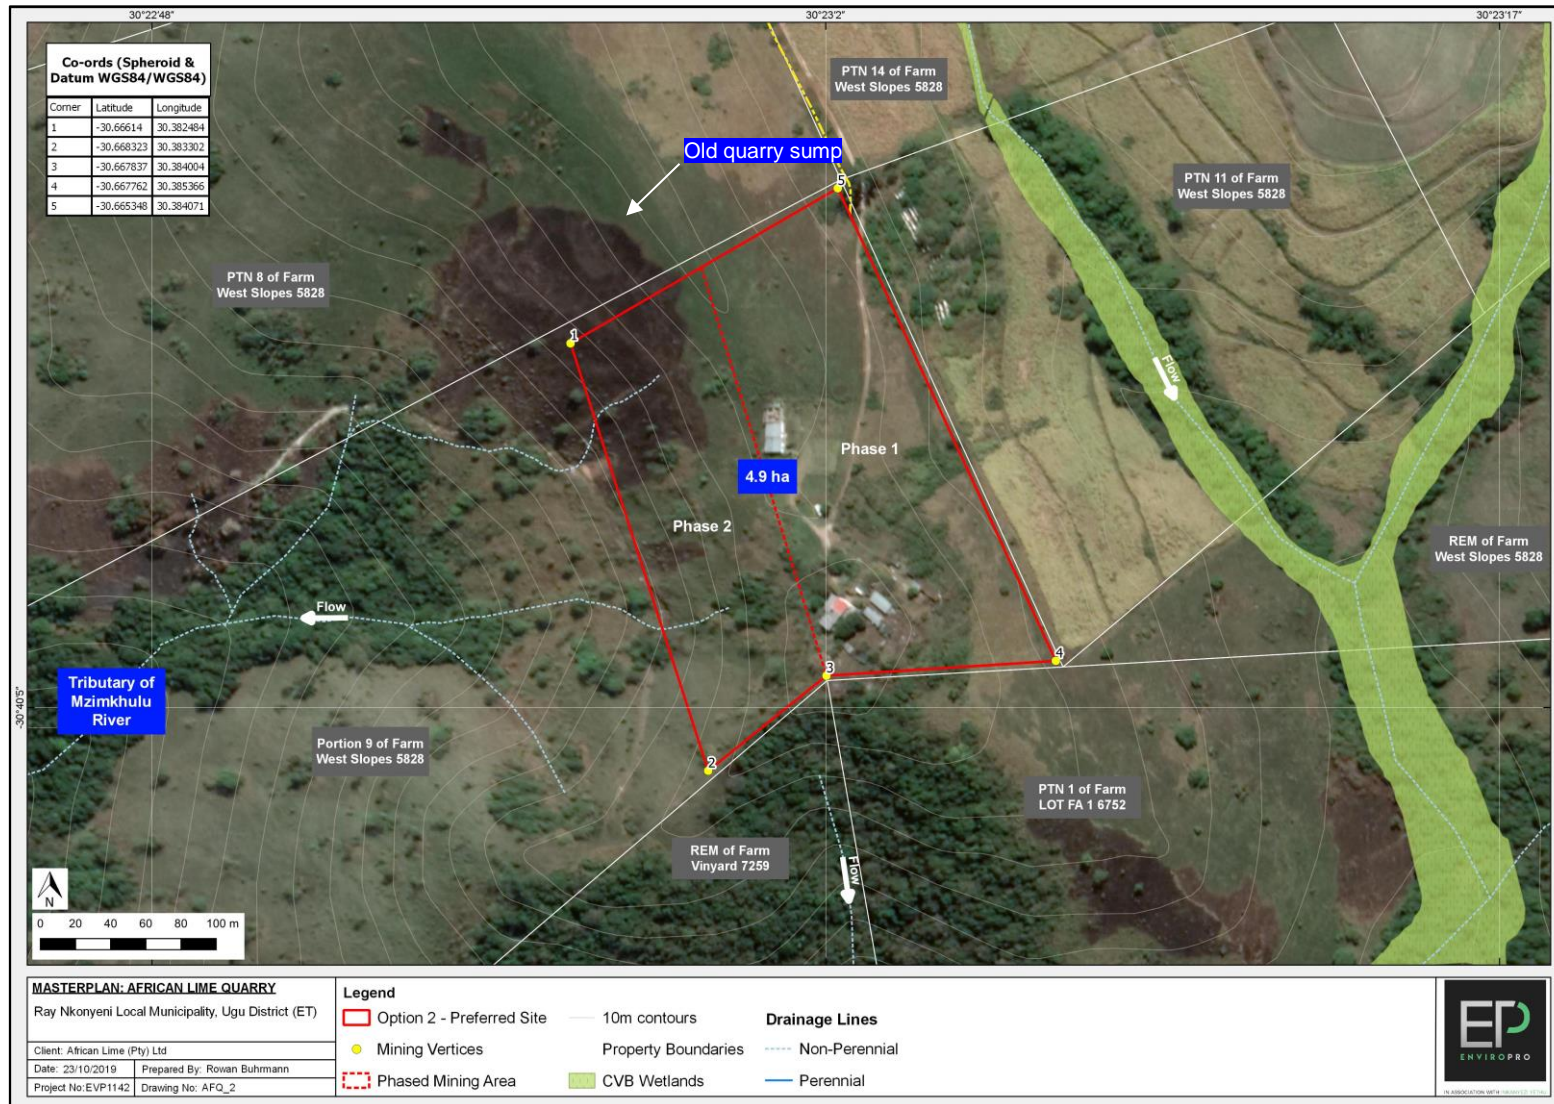 30°22'48"
30°23'2"
30°23'17"
Co-ords (Spheroid &
Datum WGS84/WGS84)
Corner Latitude Longitude
1 -30.66614 30.382484
2 -30.668323 30.383302
3 -30.667837 30.384004
4 -30.667762 30.385366
5 -30.665348 30.384071
PTN 14 of Farm
West Slopes 5828
Old quarry sump
5
PTN 11 of Farm
West Slopes 5828
PTN 8 of Farm
West Slopes 5828
1
Flow
Phase 1
4.9 ha
Phase 2
REM of Farm
West Slopes 5828
Flow
4
3
Tributary of
Mzimkhulu
River
-30°40'5"
Portion 9 of Farm
West Slopes 5828
2
PTN 1 of Farm
LOT FA 1 6752
REM of Farm
Vinyard 7259
Flow
N
0 20 40 60 80 100 m
MASTERPLAN: AFRICAN LIME QUARRY
Ray Nkonyeni Local Municipality, Ugu District (ET)
Client: African Lime (Pty) Ltd
Date: 23/10/2019 Prepared By: Rowan Buhrmann
Project No:EVP1142 Drawing No: AFQ_2
Legend
Option 2 - Preferred Site
Mining Vertices
Phased Mining Area
10m contours
Property Boundaries
CVB Wetlands
Drainage Lines
Non-Perennial
Perennial
EP
ENVIROPRO
IN ASSOCIATION WITH